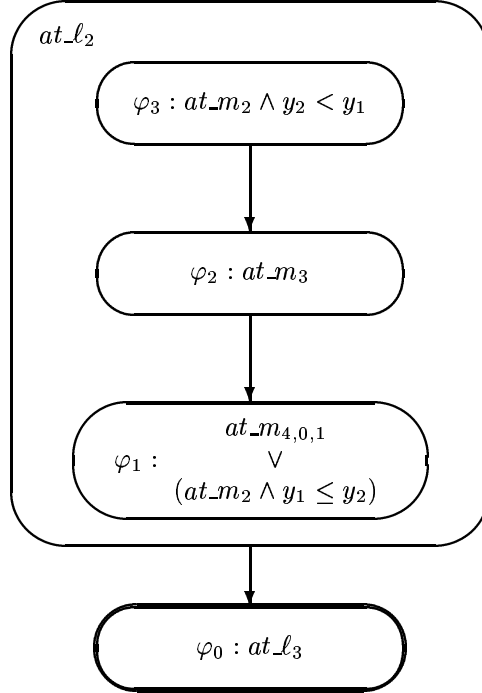 at_ℓ₂
φ₃ : at_m₂ ∧ y₂ < y₁
φ₂ : at_m₃
at_m₄,₀,₁
φ₁ : ∨
(at_m₂ ∧ y₁ ≤ y₂)
φ₀ : at_ℓ₃